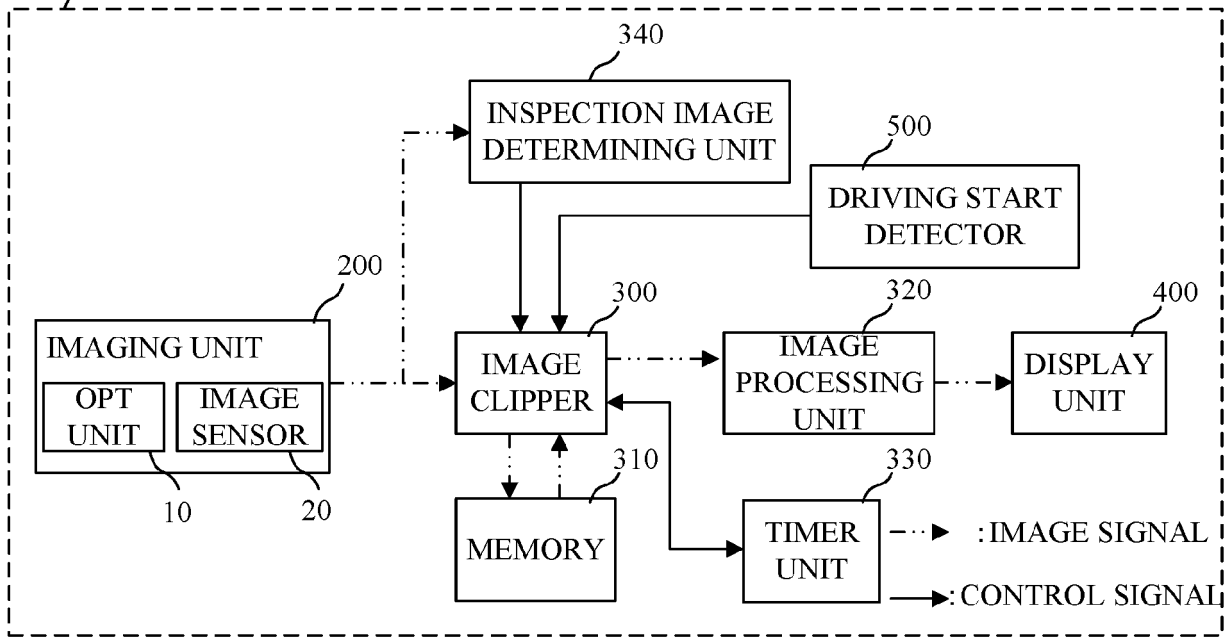 340
INSPECTION IMAGE
DETERMINING UNIT
500
DRIVING START
DETECTOR
200
IMAGING UNIT
OPT
UNIT
IMAGE
SENSOR
10
20
300
IMAGE
CLIPPER
320
IMAGE
PROCESSING
UNIT
400
DISPLAY
UNIT
310
MEMORY
330
TIMER
UNIT
:IMAGE SIGNAL
:CONTROL SIGNAL